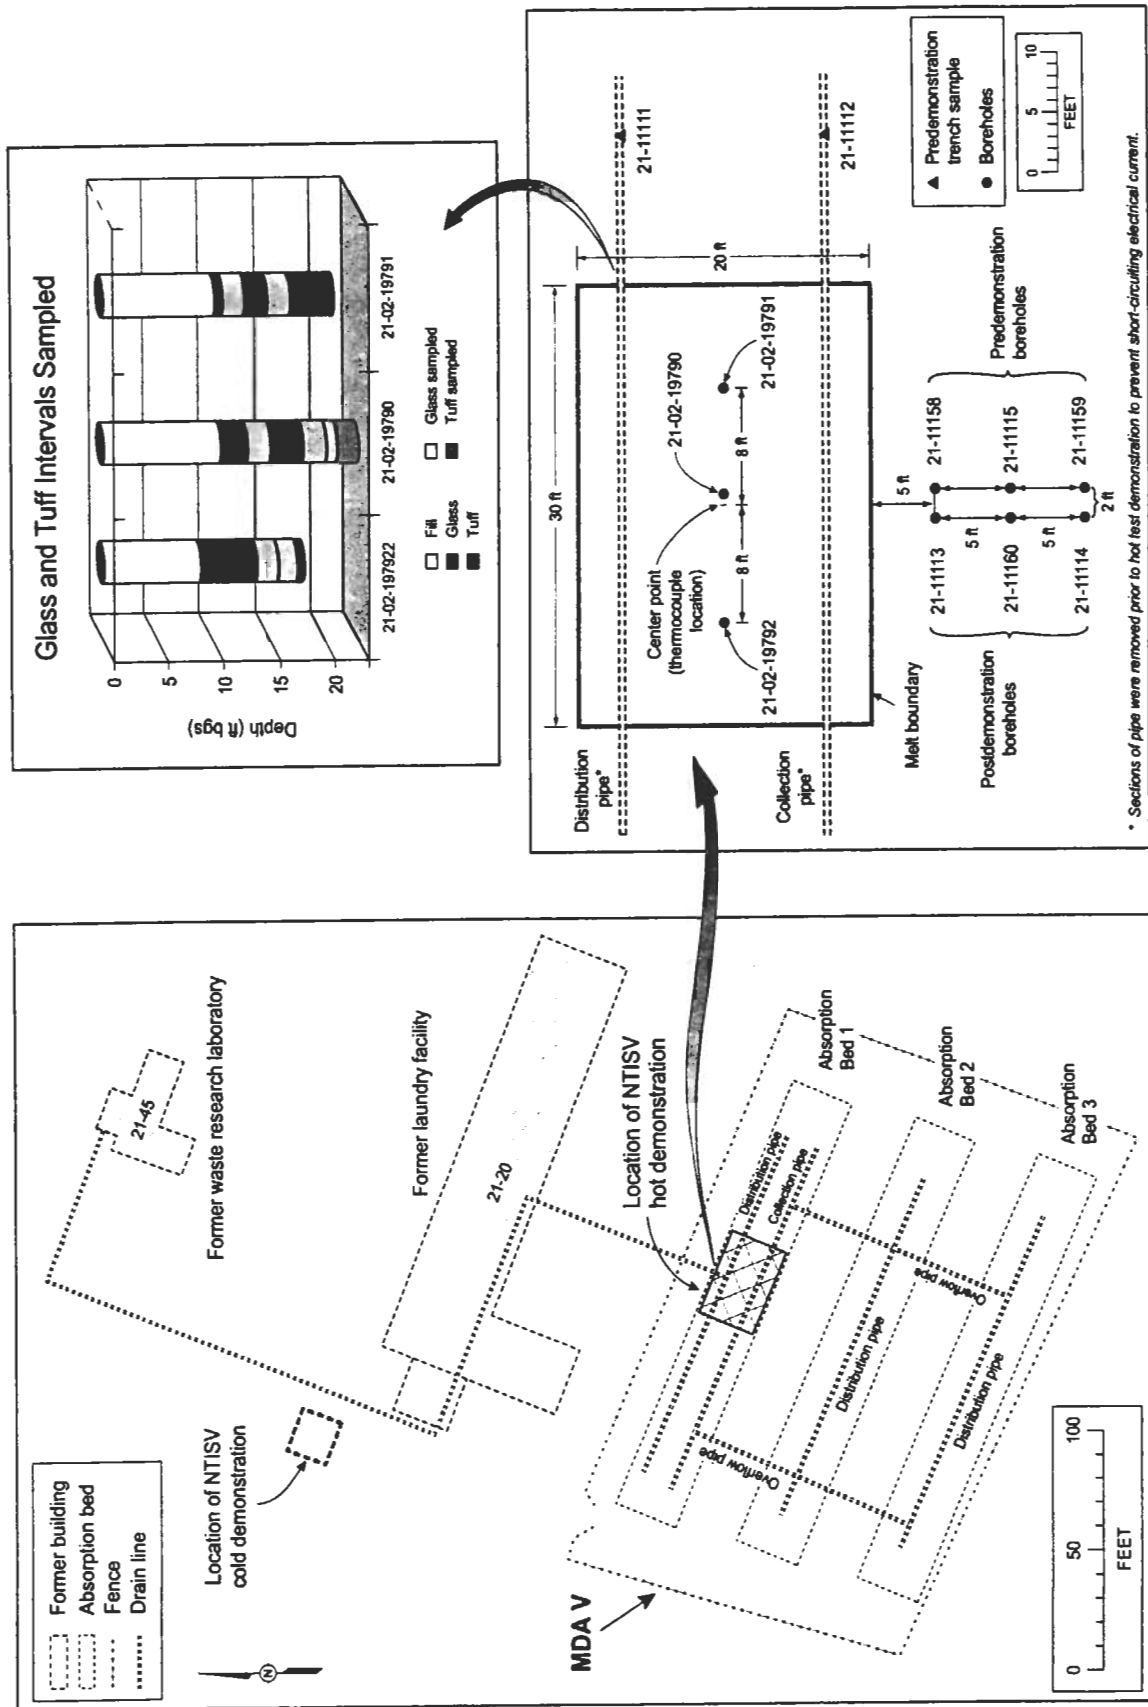 Former building
Absorption bed
Fence
Drain line
N
Location of NTISV
cold demonstration
21-45
Former waste research laboratory
Former laundry facility
21-20
Location of NTISV
hot demonstration
Distribution pipe
Collection pipe
Overflow pipe
Overflow pipe
Distribution pipe
Distribution pipe
Absorption
Bed 1
Absorption
Bed 2
Absorption
Bed 3
MDA V
0 50 100
FEET
Glass and Tuff Intervals Sampled
0
5
10
15
20
Depth (ft bgs)
21-02-197922
21-02-19790
21-02-19791
Fill
Glass
Tuff
Glass sampled
Tuff sampled
30 ft
20 ft
Distribution
pipe*
Collection
pipe*
21-11111
21-11112
Center point
(thermocouple
location)
21-02-19790
21-02-19791
21-02-19792
8 ft
8 ft
Melt boundary
5 ft
Postdemonstration
boreholes
21-11113
21-11160
21-11114
5 ft
5 ft
5 ft
5 ft
2 ft
21-11158
21-11115
21-11159
Predemonstration
boreholes
Predemonstration
trench sample
Boreholes
0 5 10
FEET
* Sections of pipe were removed prior to hot test demonstration to prevent short-circuiting electrical current.